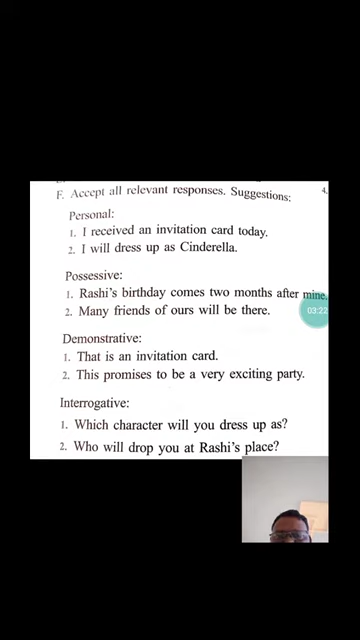 F. Accept all relevant responses. Suggestions: 4.
Personal:
1. I received an invitation card today.
2. I will dress up as Cinderella.
Possessive:
1. Rashi's birthday comes two months after mine.
2. Many friends of ours will be there.
03:22
Demonstrative:
1. That is an invitation card.
2. This promises to be a very exciting party.
Interrogative:
1. Which character will you dress up as?
2. Who will drop you at Rashi's place?